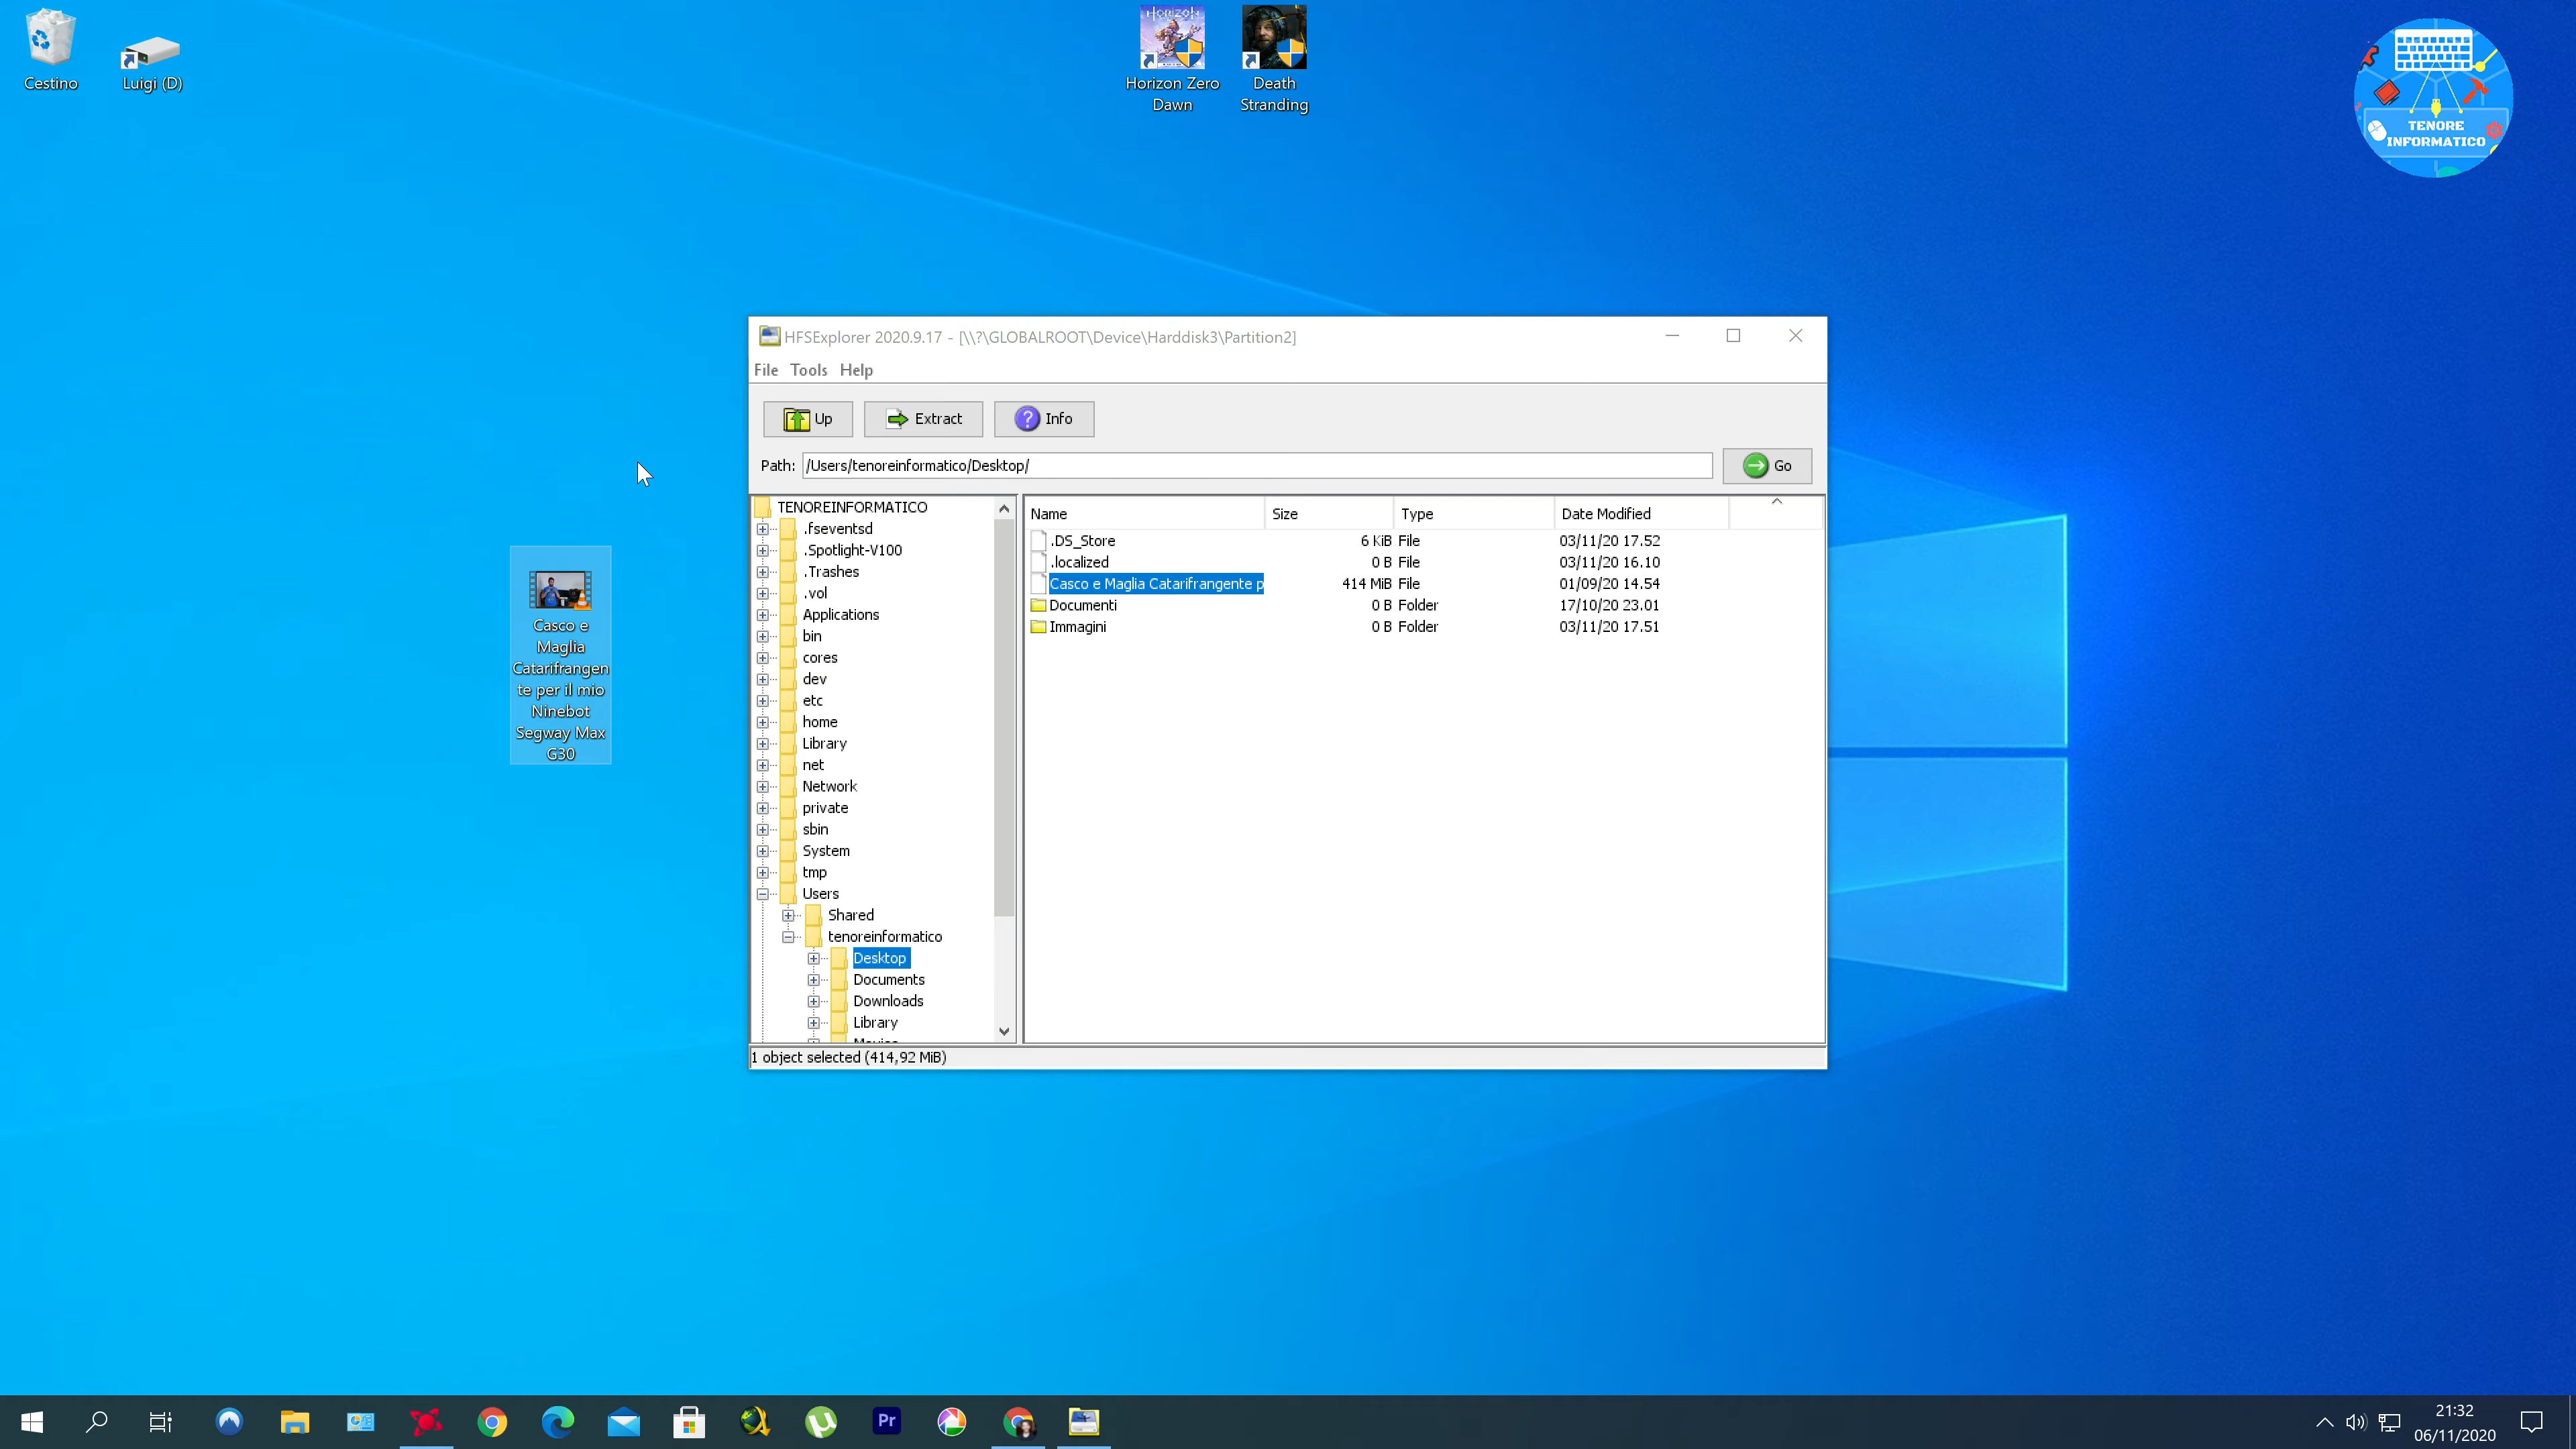 Cestino
Luigi (D)
HORIZON
Horizon Zero
Dawn
Death
Stranding
TENORE
INFORMATICO
HFSExplorer 2020.9.17 - [\\?\GLOBALROOT\Device\Harddisk3\Partition2]
File Tools Help
Up Extract Info
Path: /Users/tenoreinformatico/Desktop/ Go
TENOREINFORMATICO
.fseventsd
.Spotlight-V100
.Trashes
.vol
Applications
bin
cores
dev
etc
home
Library
net
Network
private
sbin
System
tmp
Users
Shared
tenoreinformatico
Desktop
Documents
Downloads
Library
Name Size Type Date Modified
.DS_Store 6 KiB File 03/11/20 17.52
.localized 0 B File 03/11/20 16.10
Casco e Maglia Catarifrangente p 414 MiB File 01/09/20 14.54
Documenti 0 B Folder 17/10/20 23.01
Immagini 0 B Folder 03/11/20 17.51
1 object selected (414,92 MiB)
Casco e
Maglia
Catarifrangen
te per il mio
Ninebot
Segway Max
G30
Pr
21:32
06/11/2020